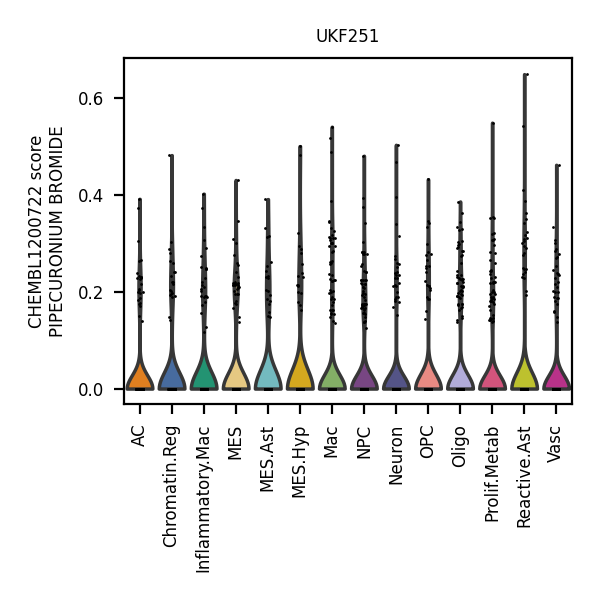 UKF251
CHEMBL1200722 score
PIPECURONIUM BROMIDE
0.6
0.4
0.2
0.0
AC
Chromatin.Reg
Inflammatory.Mac
MES
MES.Ast
MES.Hyp
Mac
NPC
Neuron
OPC
Oligo
Prolif.Metab
Reactive.Ast
Vasc